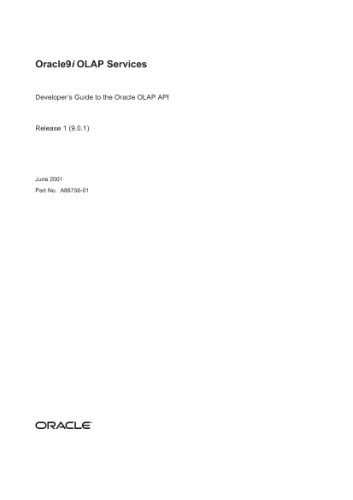 Oracle9i OLAP Services
Developer's Guide to the Oracle OLAP API
Release 1 (9.0.1)
June 2001
Part No. A88756-01
ORACLE